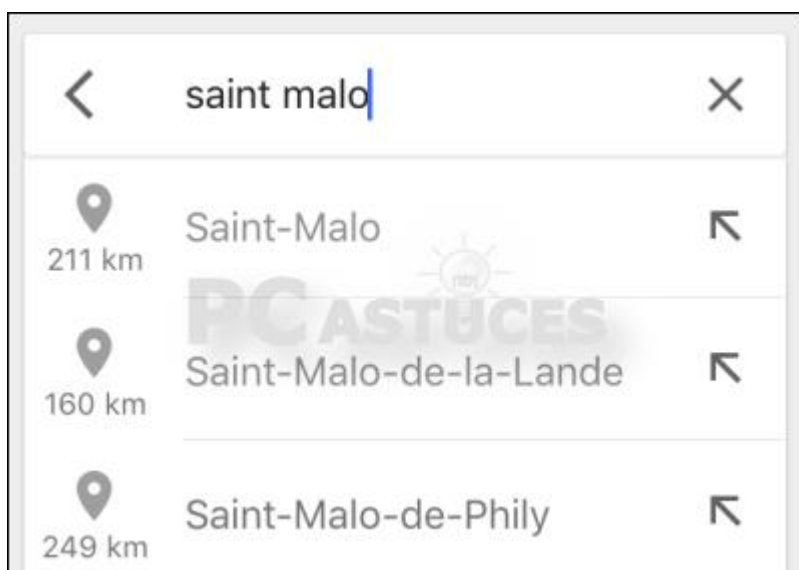 saint malo
Saint-Malo
211 km
PC ASTUCES
Saint-Malo-de-la-Lande
160 km
Saint-Malo-de-Phily
249 km